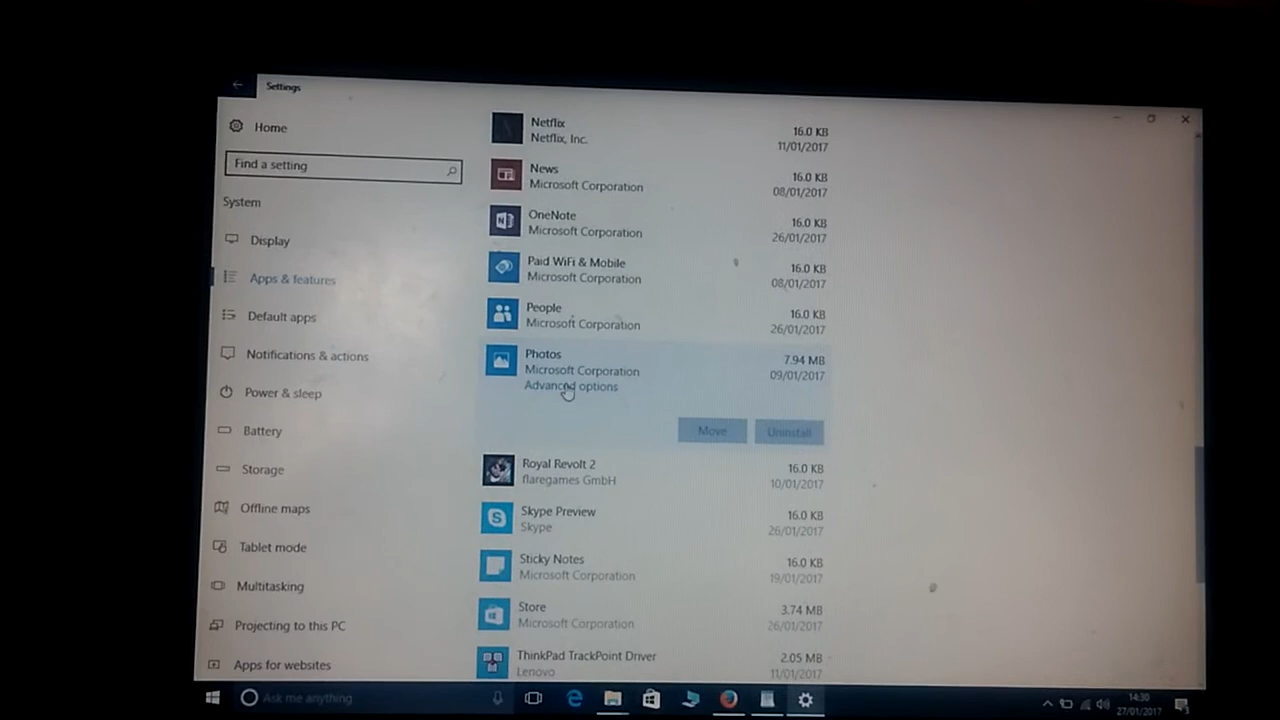 Settings
Home
Find a setting
System
Display
Apps & features
Default apps
Notifications & actions
Power & sleep
Battery
Storage
Offline maps
Tablet mode
Multitasking
Projecting to this PC
Apps for websites
Netflix
Netflix, Inc.
16.0 KB
11/01/2017
News
Microsoft Corporation
16.0 KB
08/01/2017
OneNote
Microsoft Corporation
16.0 KB
26/01/2017
Paid WiFi & Mobile
Microsoft Corporation
16.0 KB
08/01/2017
People
Microsoft Corporation
16.0 KB
26/01/2017
Photos
Microsoft Corporation
Advanced options
7.94 MB
09/01/2017
Move
Uninstall
Royal Revolt 2
flaregames GmbH
16.0 KB
10/01/2017
Skype Preview
Skype
16.0 KB
26/01/2017
Sticky Notes
Microsoft Corporation
16.0 KB
19/01/2017
Store
Microsoft Corporation
3.74 MB
26/01/2017
ThinkPad TrackPoint Driver
Lenovo
2.05 MB
11/01/2017
Ask me anything
14:30
27/01/2017